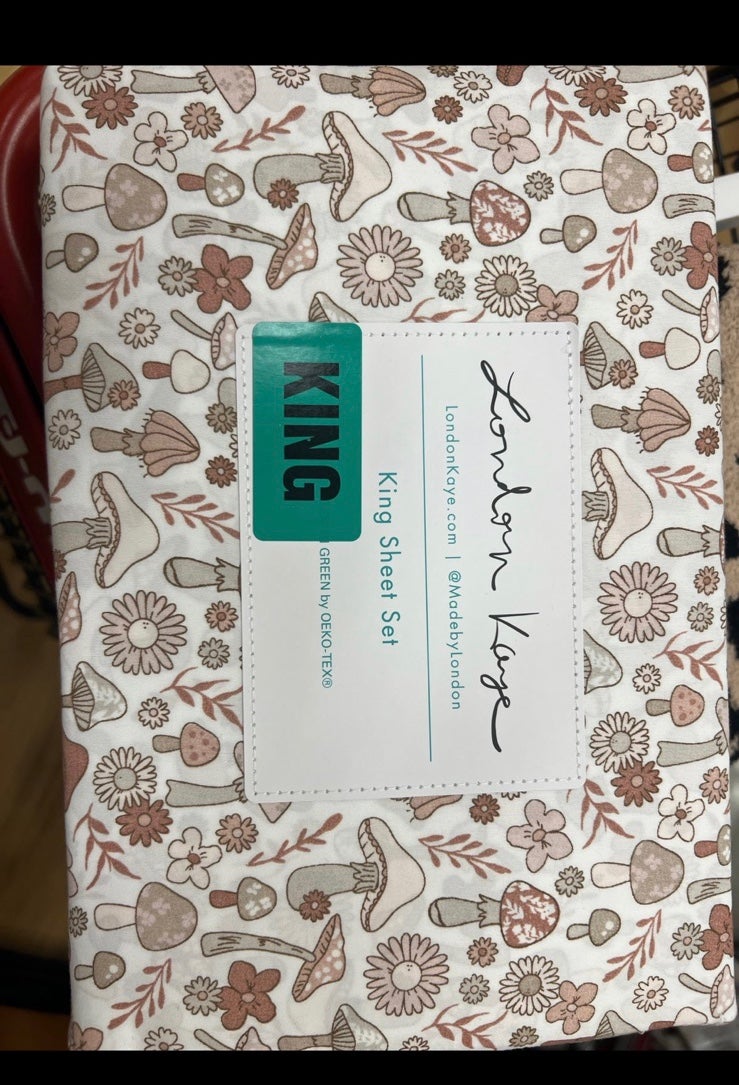 London Kaye
LondonKaye.com | @MadebyLondon
King Sheet Set
KING
GREEN by OEKO-TEX®